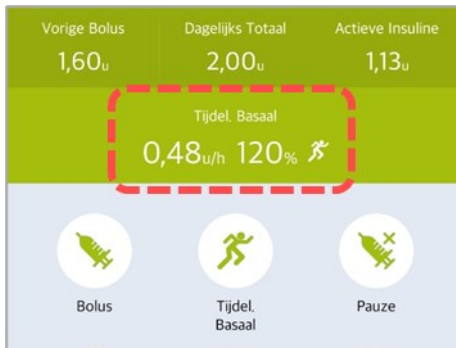 Vorige Bolus Dagelijks Totaal Actieve Insuline
1,60u 2,00u 1,13u
Tijdel. Basaal
0,48u/h 120%
Bolus Tijdel. Pauze
Basaal